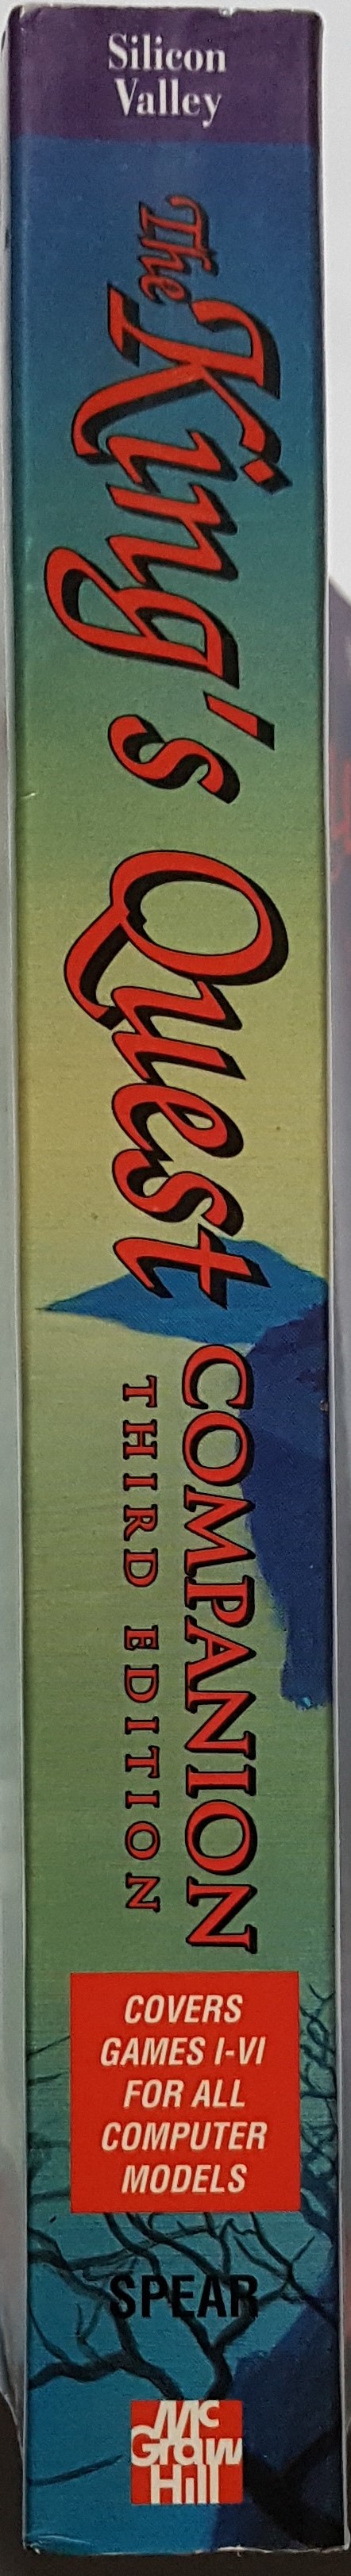 Silicon
Valley
The King's Quest
COMPANION
THIRD EDITION
COVERS
GAMES I-VI
FOR ALL
COMPUTER
MODELS
SPEAR
Mc
Graw
Hill